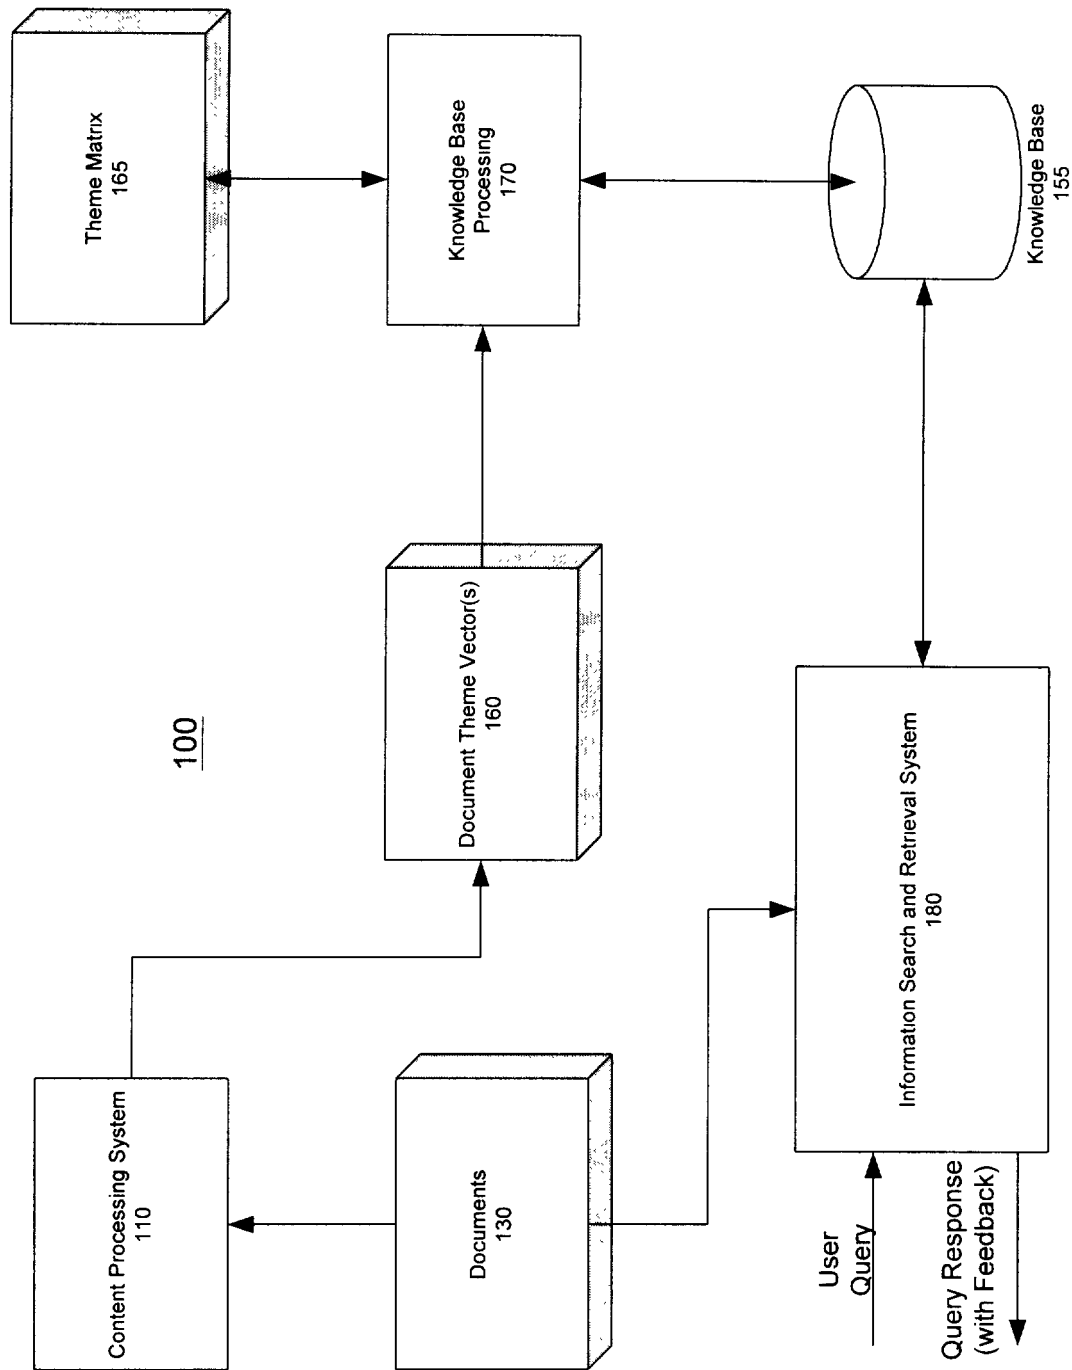 100
Content Processing System
110
Document Theme Vector(s)
160
Theme Matrix
165
Documents
130
Knowledge Base
Processing
170
User
Query
Query Response
(with Feedback)
Information Search and Retrieval System
180
Knowledge Base
155